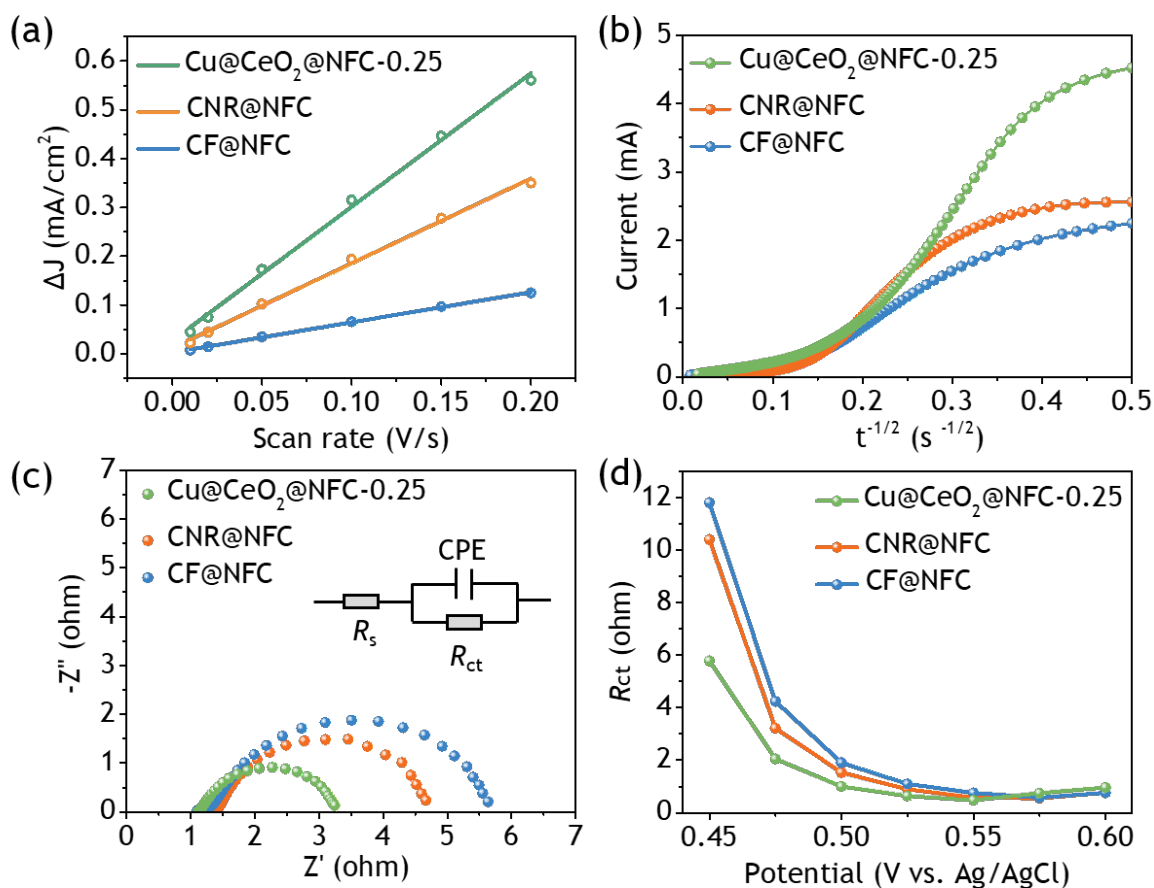 (a)
Cu@CeO₂@NFC-0.25
CNR@NFC
CF@NFC
ΔJ (mA/cm²)
0.6
0.5
0.4
0.3
0.2
0.1
0.0
0.00 0.05 0.10 0.15 0.20
Scan rate (V/s)
(b)
Cu@CeO₂@NFC-0.25
CNR@NFC
CF@NFC
Current (mA)
5
4
3
2
1
0
0.0 0.1 0.2 0.3 0.4 0.5
t⁻¹/² (s ⁻¹/²)
(c)
Cu@CeO₂@NFC-0.25
CNR@NFC
CF@NFC
CPE
Rs
Rct
-Z" (ohm)
7
6
5
4
3
2
1
0
0 1 2 3 4 5 6 7
Z' (ohm)
(d)
Cu@CeO₂@NFC-0.25
CNR@NFC
CF@NFC
Rct (ohm)
12
10
8
6
4
2
0
0.45 0.50 0.55 0.60
Potential (V vs. Ag/AgCl)